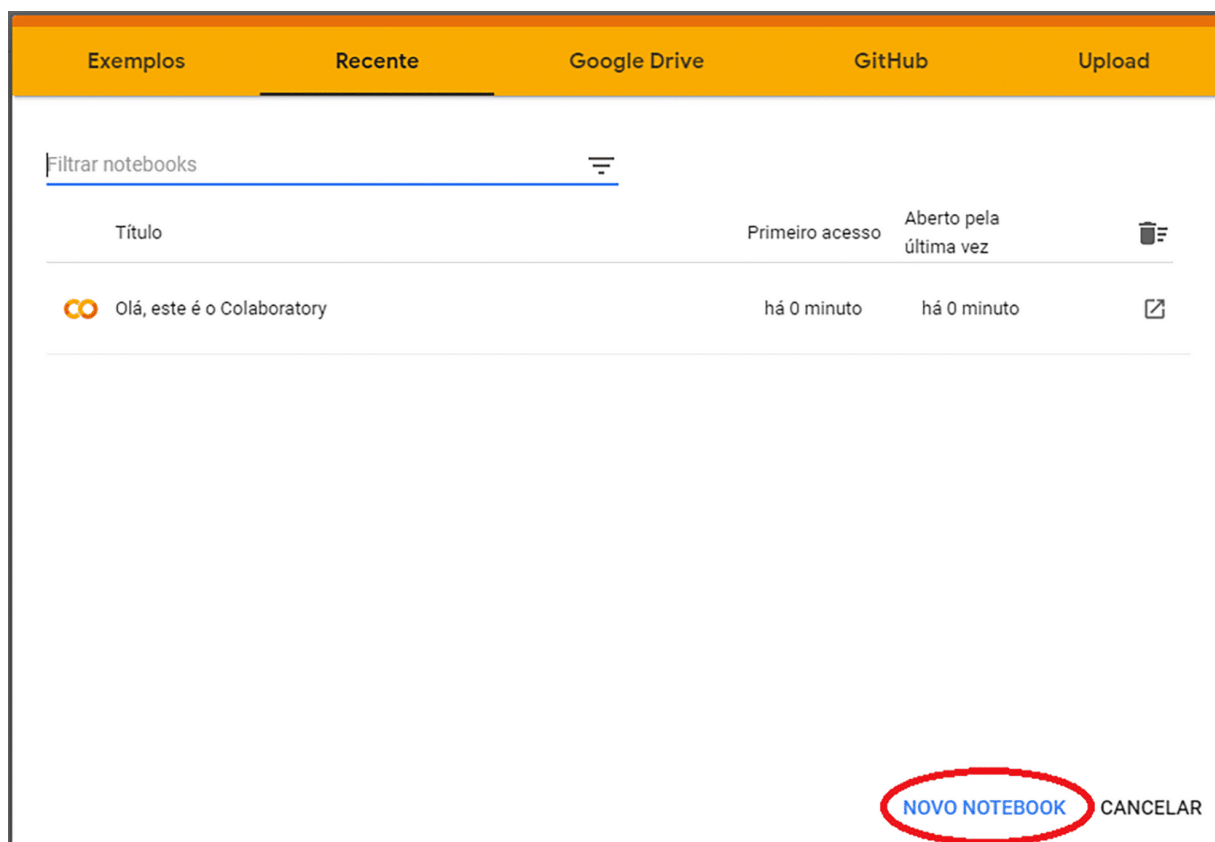 Exemplos Recente Google Drive GitHub Upload
Filtrar notebooks
Título Primeiro acesso Aberto pela última vez
Olá, este é o Colaboratory há 0 minuto há 0 minuto
NOVO NOTEBOOK CANCELAR